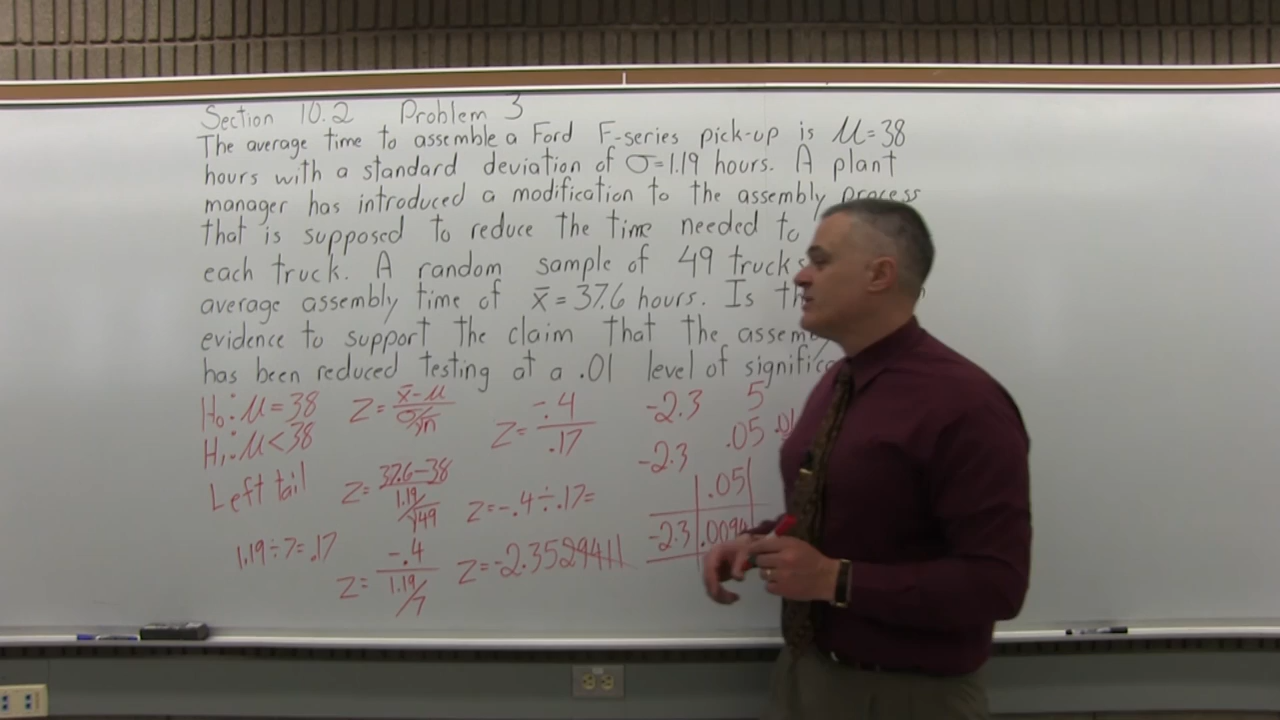 Section 10.2 Problem 3
The average time to assemble a Ford F-series pick-up is μ=38
hours with a standard deviation of σ=1.19 hours. A plant
manager has introduced a modification to the assembly process
that is supposed to reduce the time needed to
each truck. A random sample of 49 trucks
average assembly time of x̄ = 37.6 hours. Is
evidence to support the claim that the
has been reduced testing at a .01 level of
H₀: μ = 38
H₁: μ < 38
Left tail
1.19÷7=.17
Z = x̄-μ / σ/√n
Z = 37.6-38 / 1.19/√49
Z = -.4 / 1.19/7
Z = -.4 / .17
Z = -.4÷.17=
Z = -2.3529411
-2.3 5
-2.3 .05
.05
-2.3 .0094